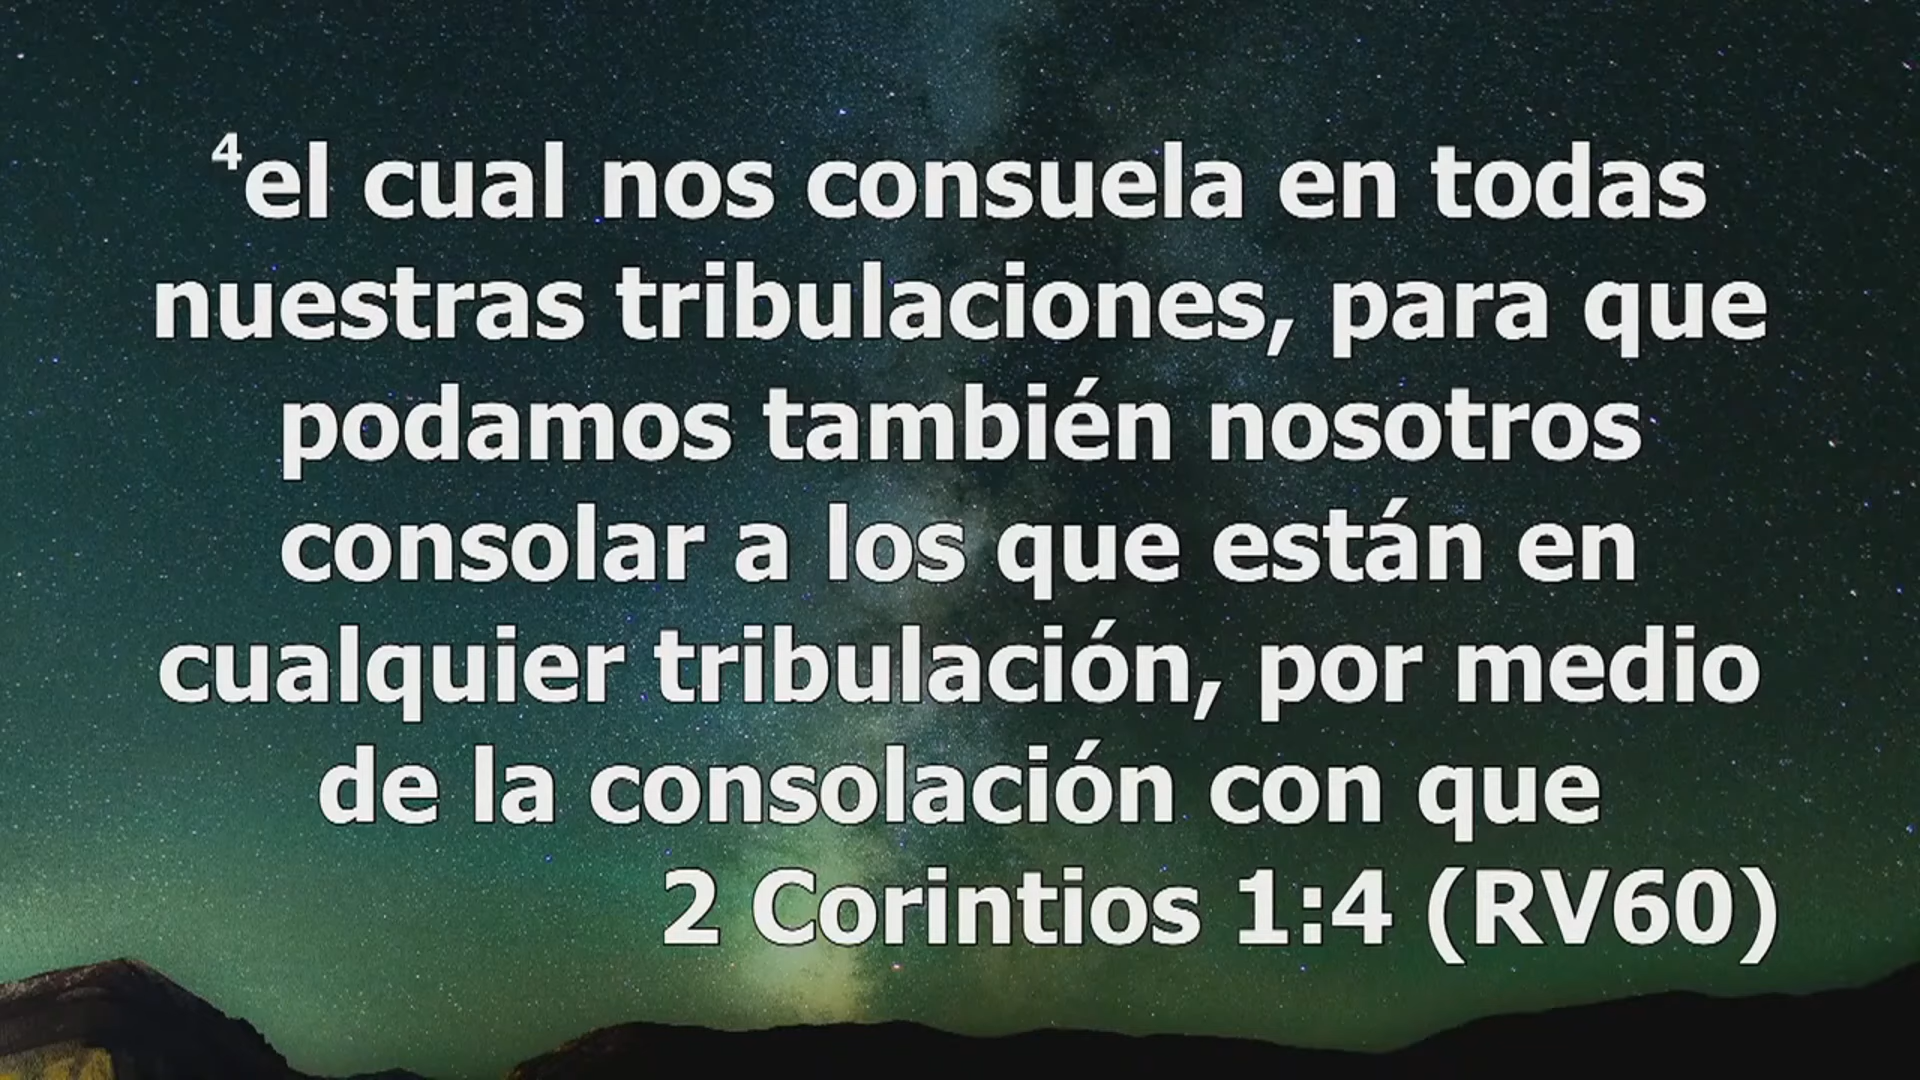 4el cual nos consuela en todas
nuestras tribulaciones, para que
podamos también nosotros
consolar a los que están en
cualquier tribulación, por medio
de la consolación con que
2 Corintios 1:4 (RV60)